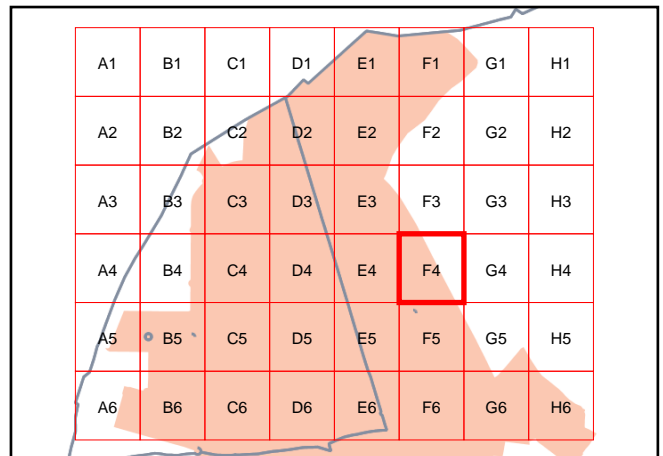 A1 B1 C1 D1 E1 F1 G1 H1
A2 B2 C2 D2 E2 F2 G2 H2
A3 B3 C3 D3 E3 F3 G3 H3
A4 B4 C4 D4 E4 F4 G4 H4
A5 B5 C5 D5 E5 F5 G5 H5
A6 B6 C6 D6 E6 F6 G6 H6